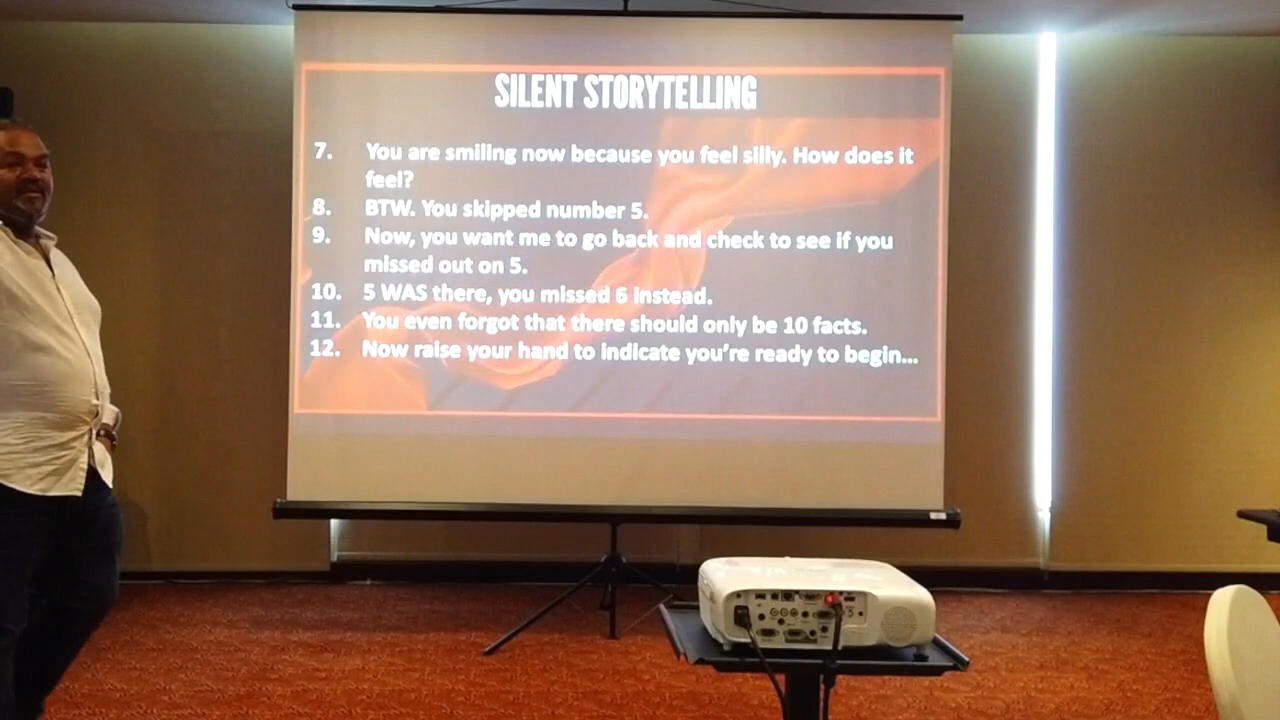 SILENT STORYTELLING
7. You are smiling now because you feel silly. How does it
feel?
8. BTW. You skipped number 5.
9. Now, you want me to go back and check to see if you
missed out on 5.
10. 5 WAS there, you missed 6 instead.
11. You even forgot that there should only be 10 facts.
12. Now raise your hand to indicate you're ready to begin...